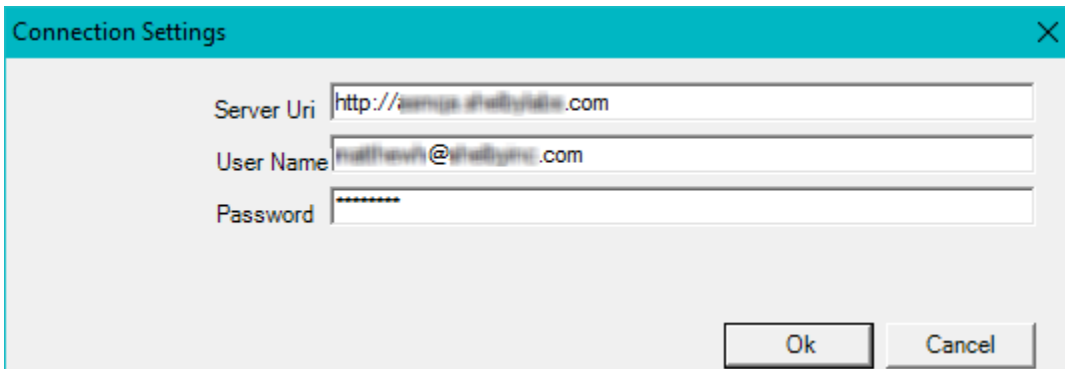 Connection Settings
Server Uri http:// .com
User Name @ .com
Password ********
Ok Cancel